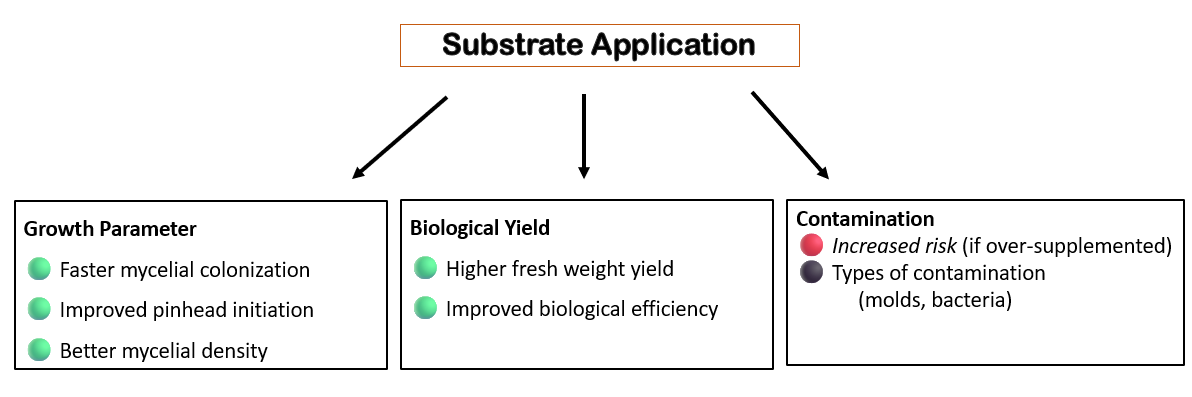 Substrate Application
Growth Parameter
Faster mycelial colonization
Improved pinhead initiation
Better mycelial density
Biological Yield
Higher fresh weight yield
Improved biological efficiency
Contamination
Increased risk (if over-supplemented)
Types of contamination
(molds, bacteria)